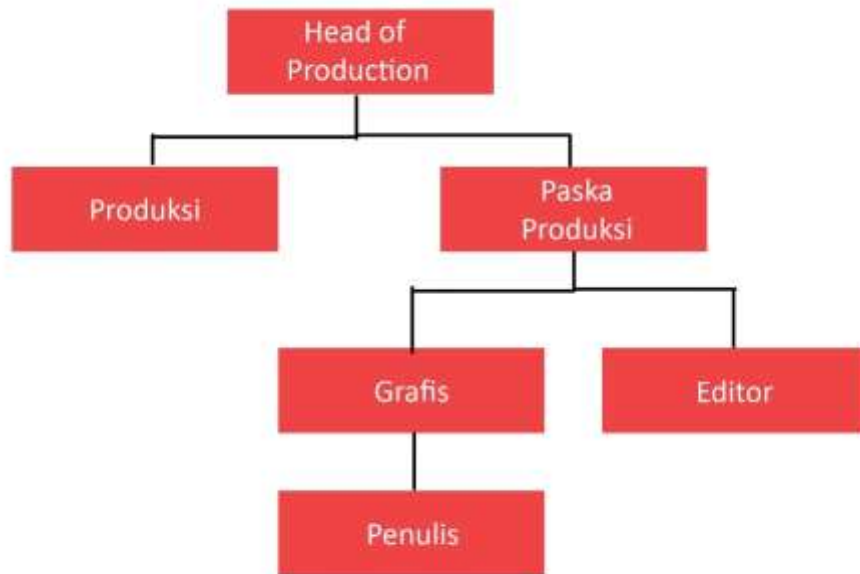 Head of
Production
Produksi
Paska
Produksi
Grafis
Editor
Penulis